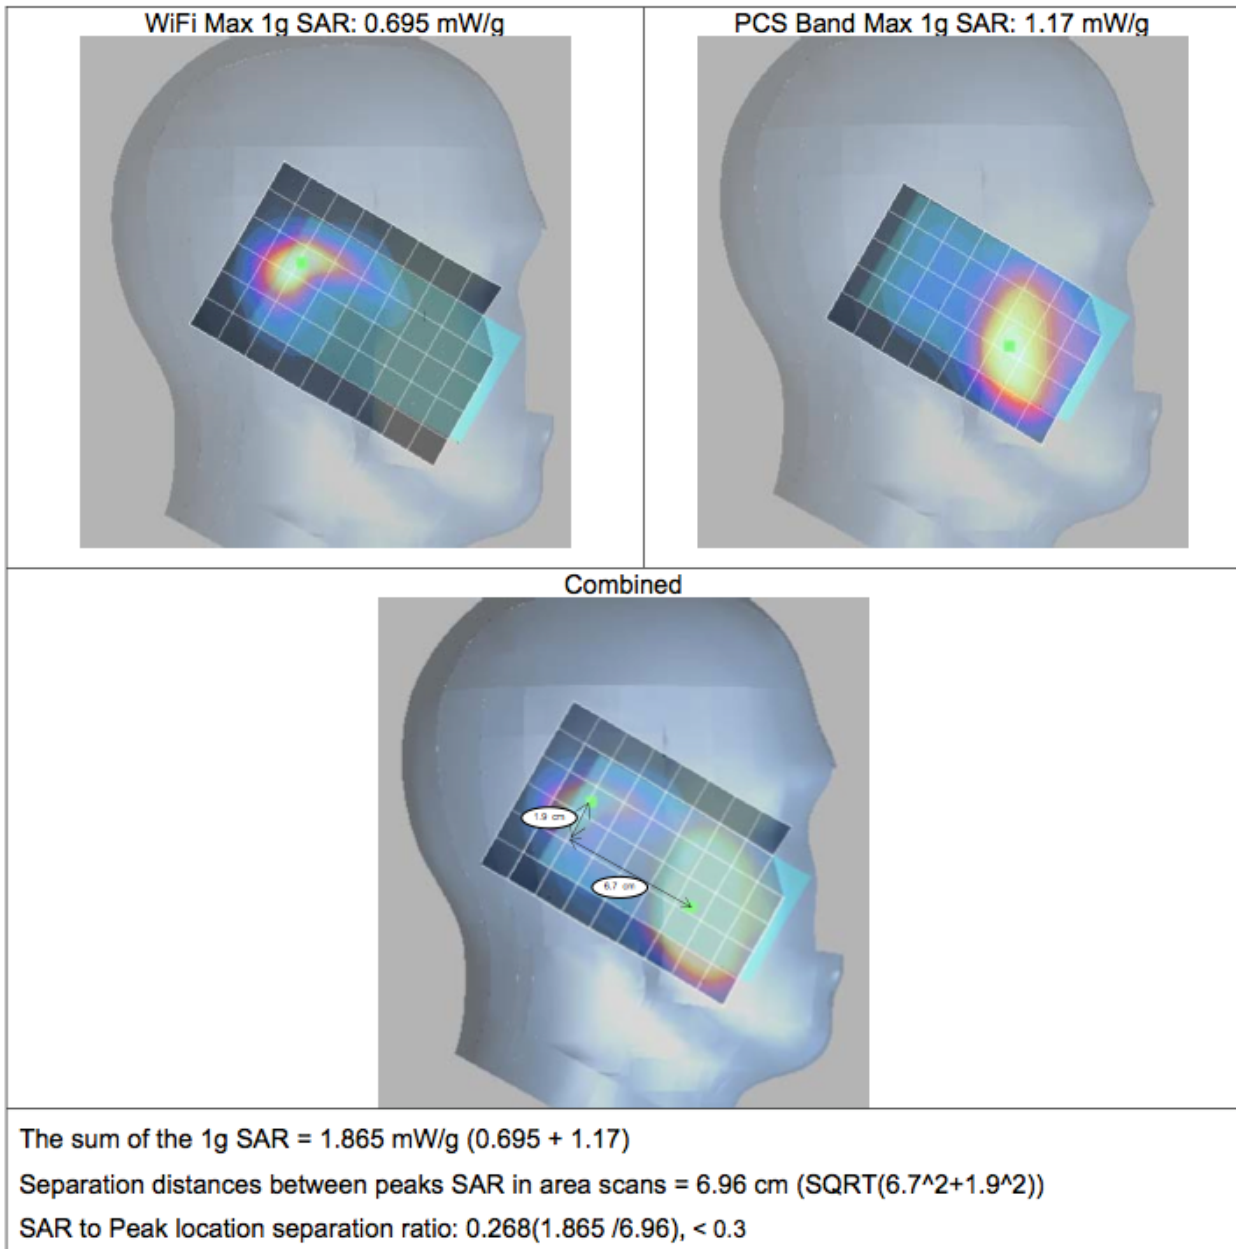 WiFi Max 1g SAR: 0.695 mW/g
PCS Band Max 1g SAR: 1.17 mW/g
Combined
1.9 cm
6.7 cm
The sum of the 1g SAR = 1.865 mW/g (0.695 + 1.17)
Separation distances between peaks SAR in area scans = 6.96 cm (SQRT(6.7^2+1.9^2))
SAR to Peak location separation ratio: 0.268(1.865 /6.96), < 0.3